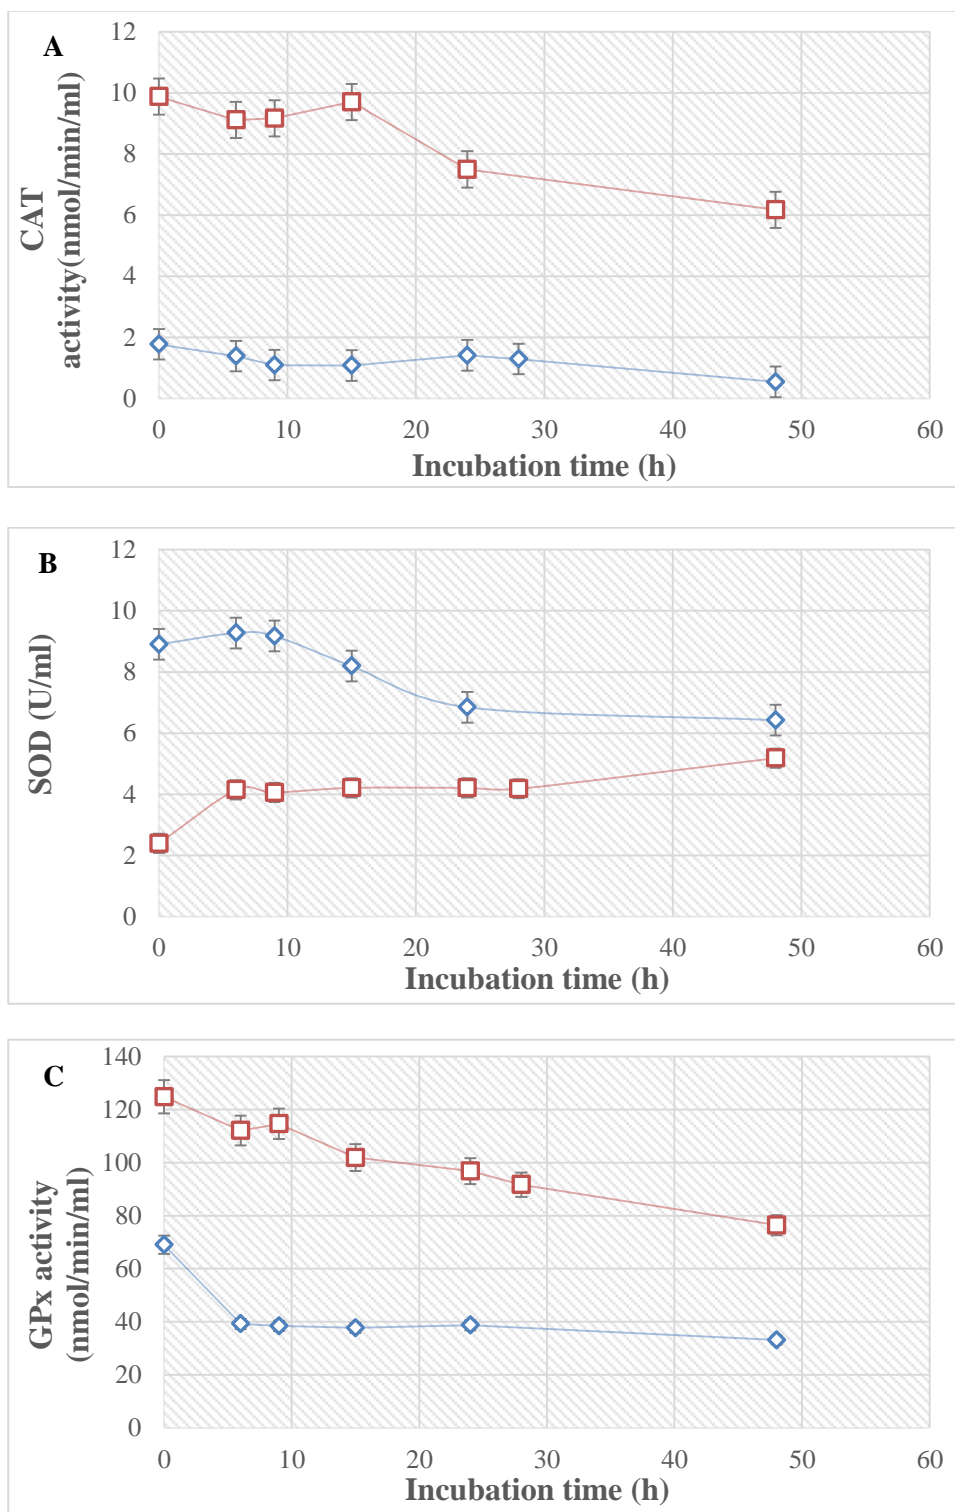 A
12
10
8
6
4
2
0
CAT
activity(nmol/min/ml)
0 10 20 30 40 50 60
Incubation time (h)
B
12
10
8
6
4
2
0
SOD (U/ml)
0 10 20 30 40 50 60
Incubation time (h)
C
140
120
100
80
60
40
20
0
GPx activity
(nmol/min/ml)
0 10 20 30 40 50 60
Incubation time (h)